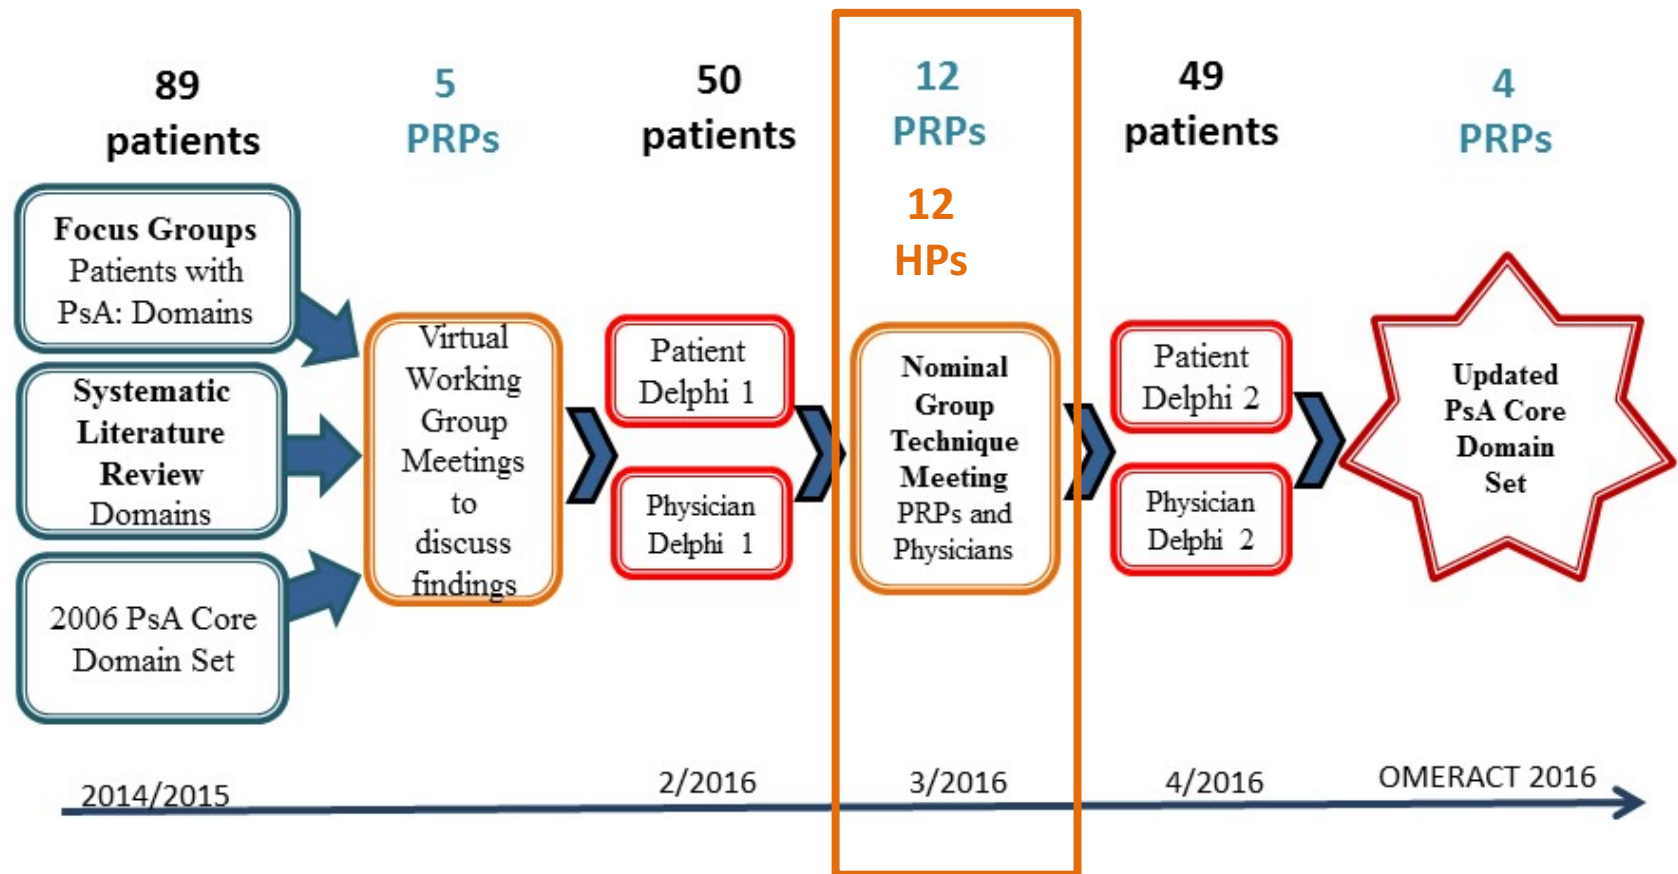 89
patients
5
PRPs
50
patients
12
PRPs
12
HPs
49
patients
4
PRPs
Focus Groups
Patients with
PsA: Domains
Systematic
Literature
Review
Domains
2006 PsA Core
Domain Set
Virtual
Working
Group
Meetings
to
discuss
findings
Patient
Delphi 1
Physician
Delphi 1
Nominal
Group
Technique
Meeting
PRPs and
Physicians
Patient
Delphi 2
Physician
Delphi 2
Updated
PsA Core
Domain
Set
2014/2015
2/2016
3/2016
4/2016
OMERACT 2016